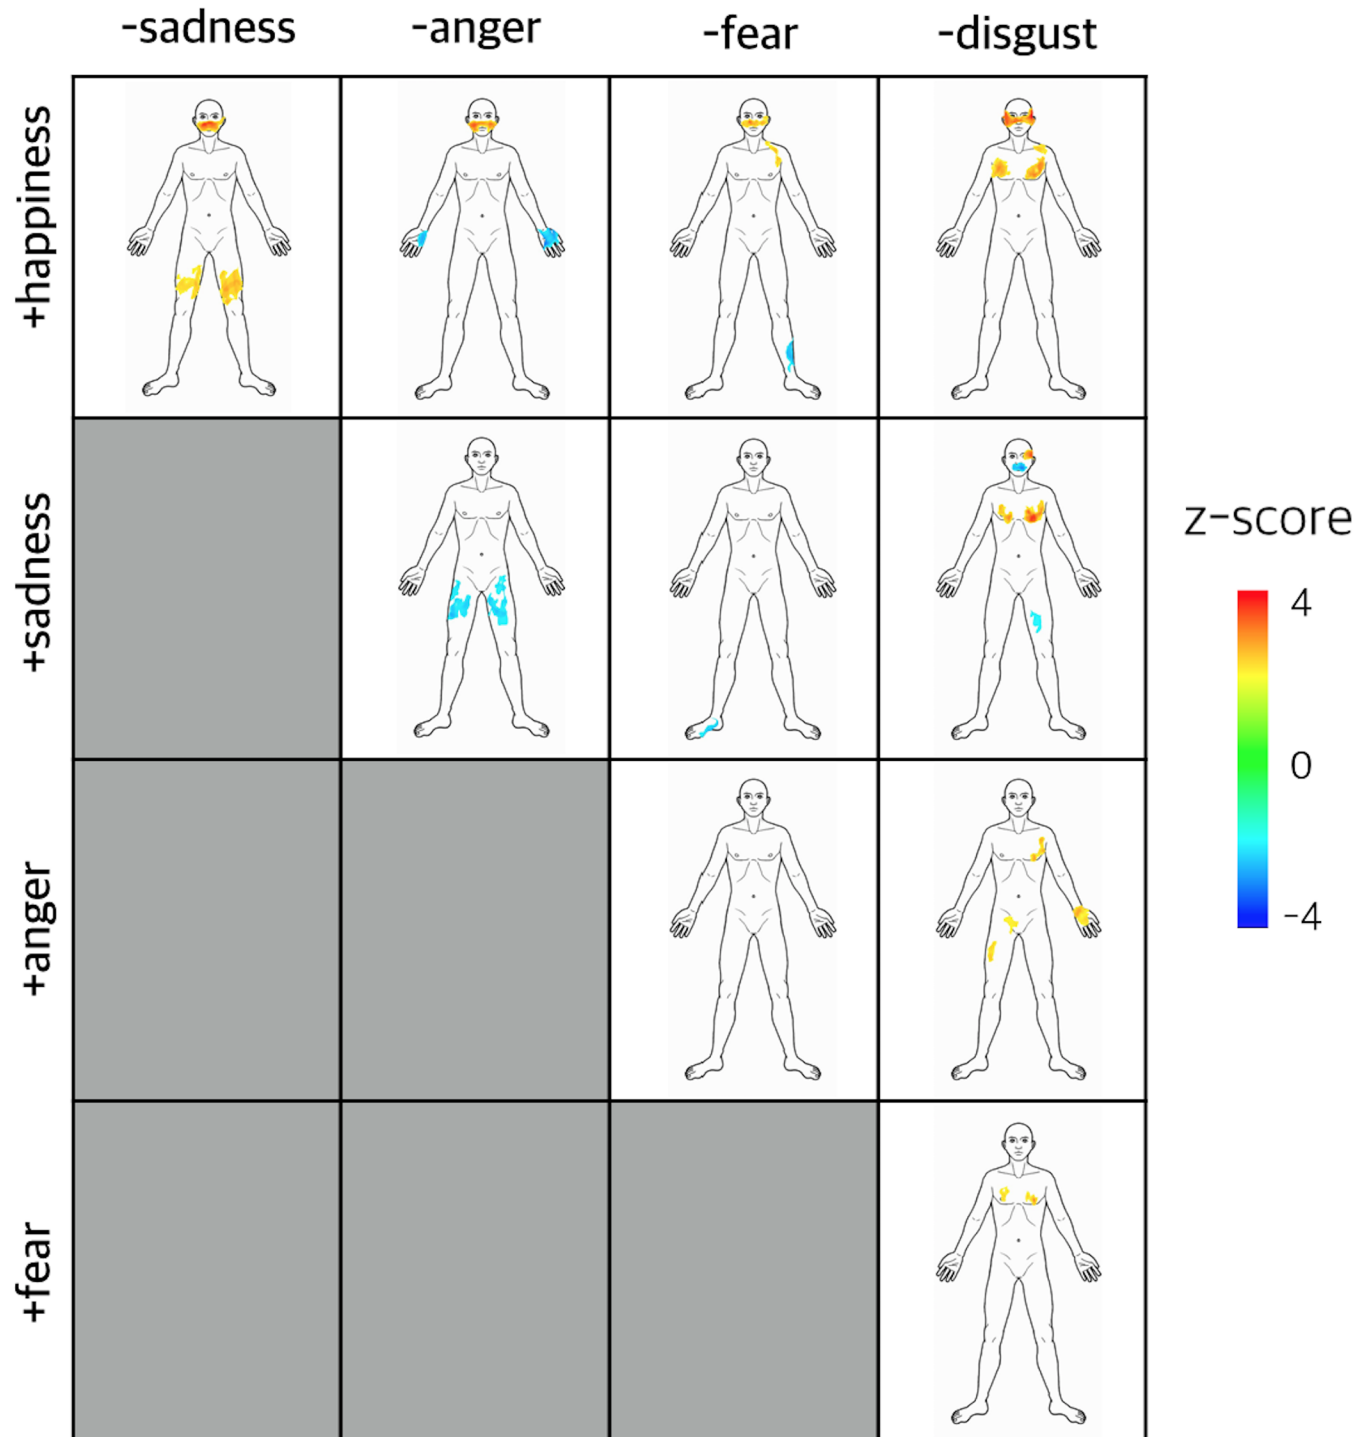 -sadness
-anger
-fear
-disgust
+happiness
+sadness
+anger
+fear
z-score
4
0
-4